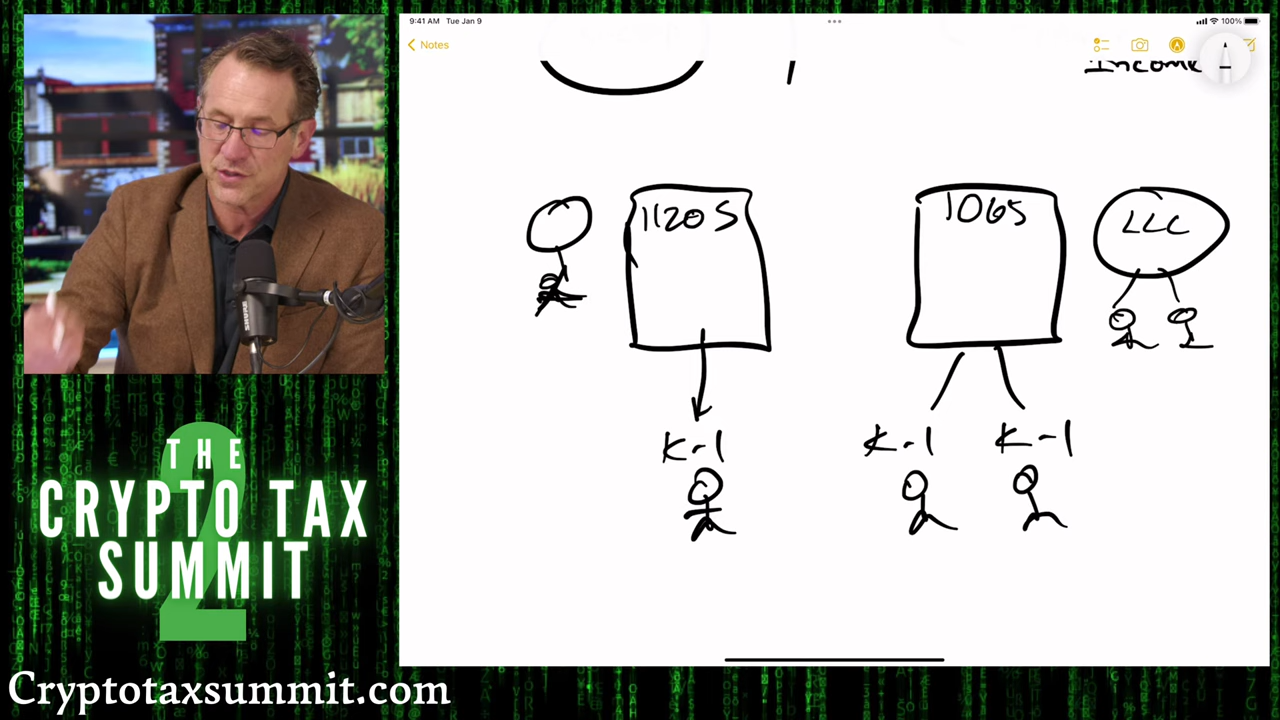 9:41 AM Tue Jan 9
100%
Notes
Income
1120S
1065
LLC
K-1
K-1
K-1
SHURE
THE
2
CRYPTO TAX
SUMMIT
Cryptotaxsummit.com